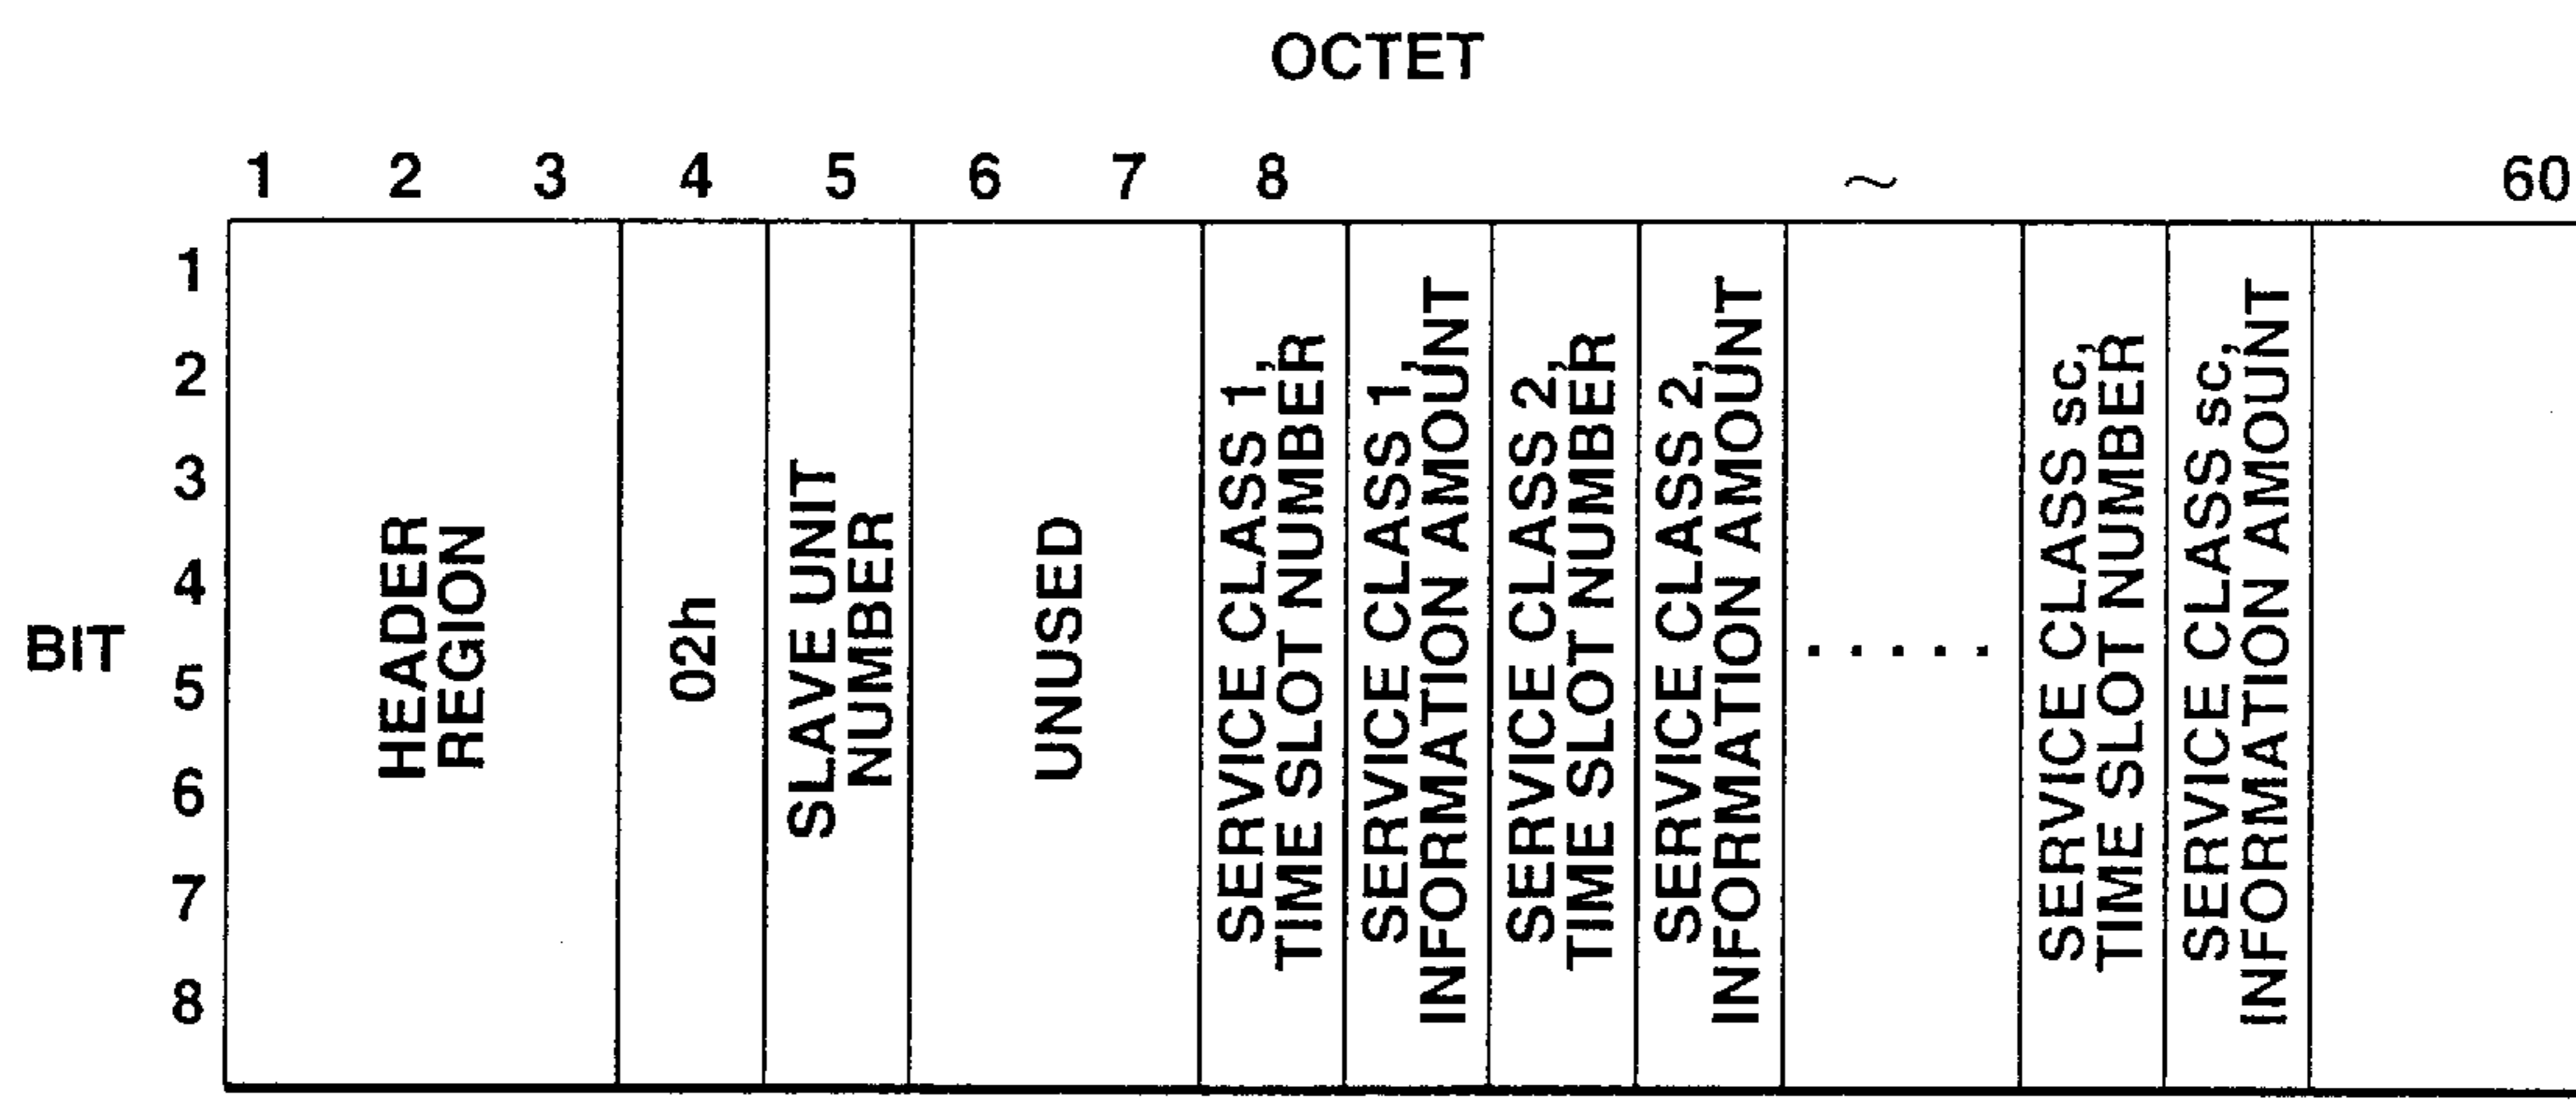 OCTET
1 2 3 4 5 6 7 8 ~ 60
BIT
1
2
3
4
5
6
7
8
HEADER
REGION
02h
SLAVE UNIT
NUMBER
UNUSED
SERVICE CLASS 1,
TIME SLOT NUMBER
SERVICE CLASS 1,
INFORMATION AMOUNT
SERVICE CLASS 2,
TIME SLOT NUMBER
SERVICE CLASS 2,
INFORMATION AMOUNT
.....
SERVICE CLASS sc,
TIME SLOT NUMBER
SERVICE CLASS sc,
INFORMATION AMOUNT